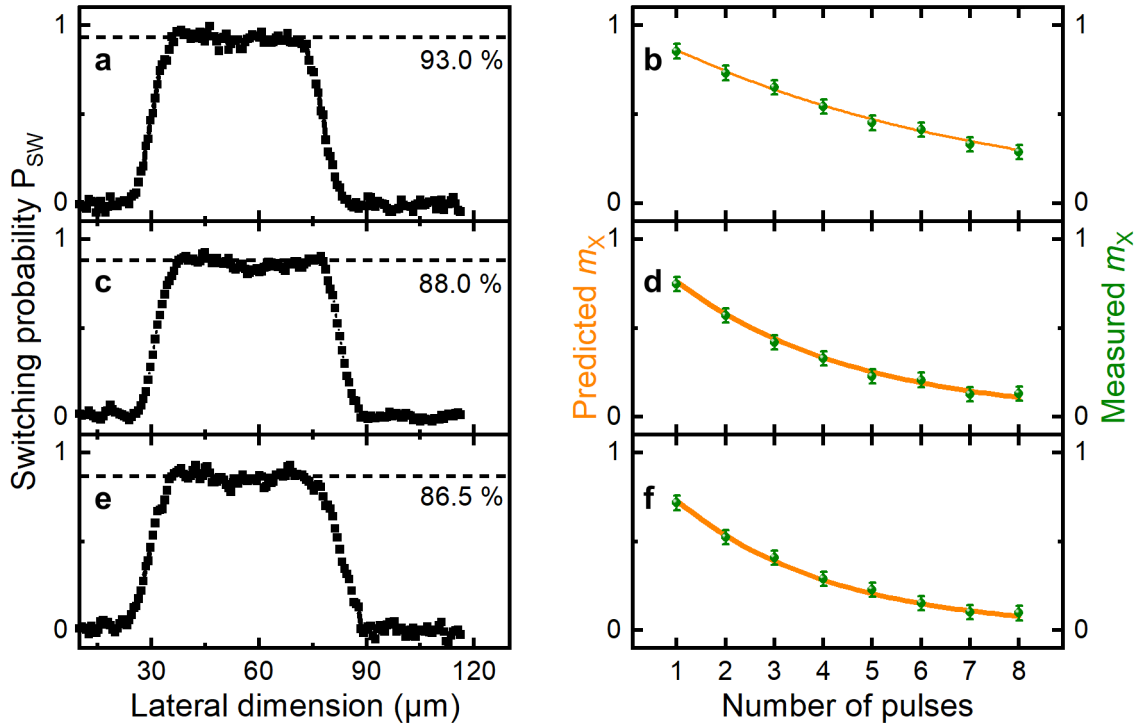 Switching probability P_SW
1
a
93.0 %
0
1
c
88.0 %
0
1
e
86.5 %
0
30 60 90 120
Lateral dimension (µm)
Predicted m_X
1
b
1
0
0
1
d
1
0
0
1
f
1
0
0
1 2 3 4 5 6 7 8
Number of pulses
Measured m_X